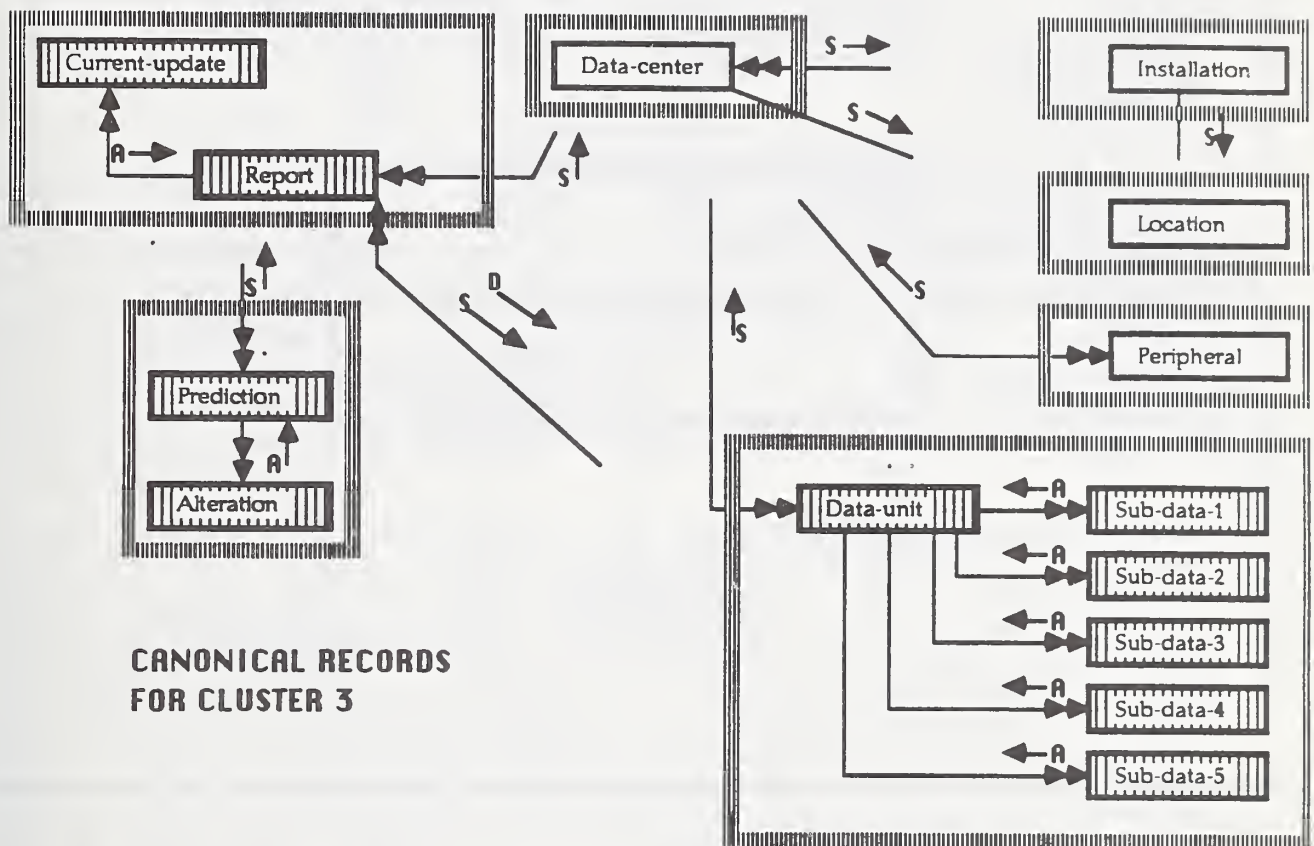 Current-update
A
Report
S
Data-center
S
S
Installation
S
Location
S
Peripheral
S
Prediction
A
Alteration
D
S
S
Data-unit
A
Sub-data-1
A
Sub-data-2
A
Sub-data-3
A
Sub-data-4
A
Sub-data-5
CANONICAL RECORDS
FOR CLUSTER 3